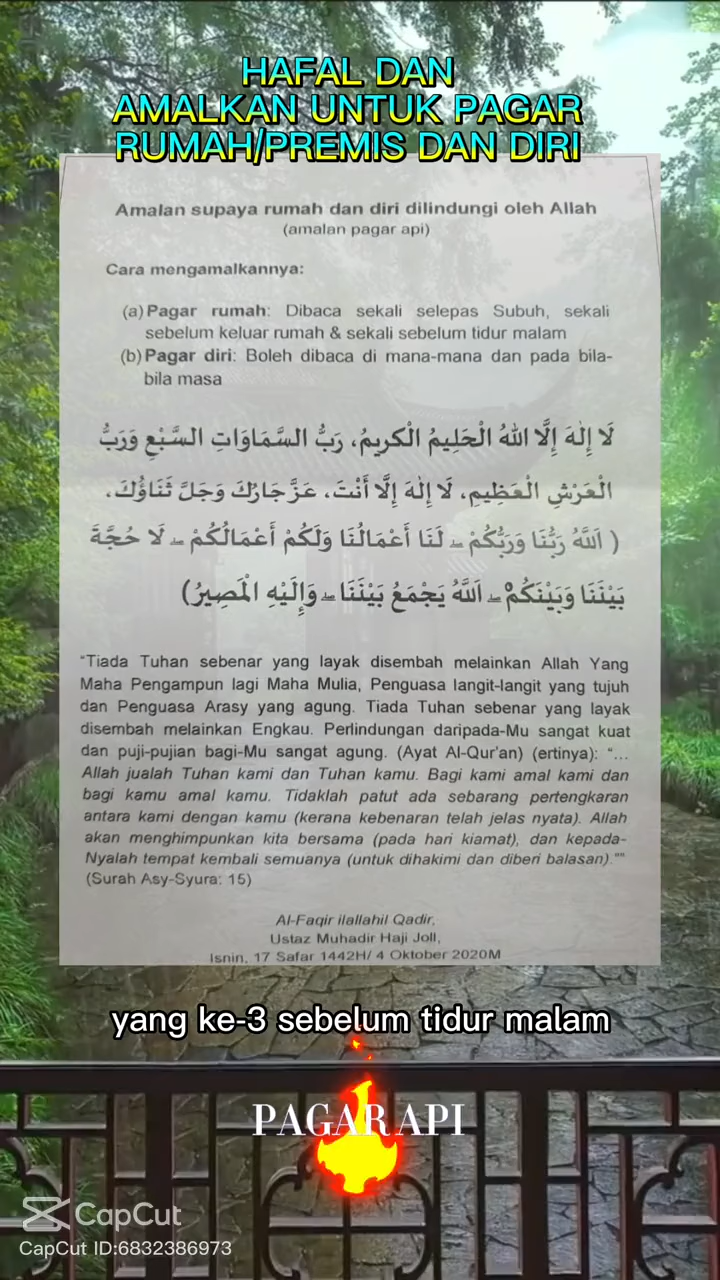 HAFAL DAN
AMALKAN UNTUK PAGAR
RUMAH/PREMIS DAN DIRI
Amalan supaya rumah dan diri dilindungi oleh Allah
(amalan pagar api)
Cara mengamalkannya:
(a) Pagar rumah: Dibaca sekali selepas Subuh, sekali
sebelum keluar rumah & sekali sebelum tidur malam
(b) Pagar diri: Boleh dibaca di mana-mana dan pada bila-
bila masa
لَا إِلٰهَ إِلَّا اللهُ الْحَلِيمُ الْكَرِيمُ، رَبُّ السَّمَاوَاتِ السَّبْعِ وَرَبُّ
الْعَرْشِ الْعَظِيمِ، لَا إِلٰهَ إِلَّا أَنْتَ، عَزَّ جَارُكَ وَجَلَّ ثَنَاؤُكَ،
( اَللَّهُ رَبُّنَا وَرَبُّكُمْ ۖ لَنَا أَعْمَالُنَا وَلَكُمْ أَعْمَالُكُمْ ۖ لَا حُجَّةَ
بَيْنَنَا وَبَيْنَكُمْ ۖ اَللَّهُ يَجْمَعُ بَيْنَنَا ۖ وَإِلَيْهِ الْمَصِيرُ)
“Tiada Tuhan sebenar yang layak disembah melainkan Allah Yang
Maha Pengampun lagi Maha Mulia, Penguasa langit-langit yang tujuh
dan Penguasa Arasy yang agung. Tiada Tuhan sebenar yang layak
disembah melainkan Engkau. Perlindungan daripada-Mu sangat kuat
dan puji-pujian bagi-Mu sangat agung. (Ayat Al-Qur’an) (ertinya): “...
Allah jualah Tuhan kami dan Tuhan kamu. Bagi kami amal kami dan
bagi kamu amal kamu. Tidaklah patut ada sebarang pertengkaran
antara kami dengan kamu (kerana kebenaran telah jelas nyata). Allah
akan menghimpunkan kita bersama (pada hari kiamat), dan kepada-
Nyalah tempat kembali semuanya (untuk dihakimi dan diberi balasan).””
(Surah Asy-Syura: 15)
Al-Faqir ilallahil Qadir,
Ustaz Muhadir Haji Joll,
Isnin, 17 Safar 1442H/ 4 Oktober 2020M
yang ke-3 sebelum tidur malam
PAGAR API
CapCut
CapCut ID:6832386973